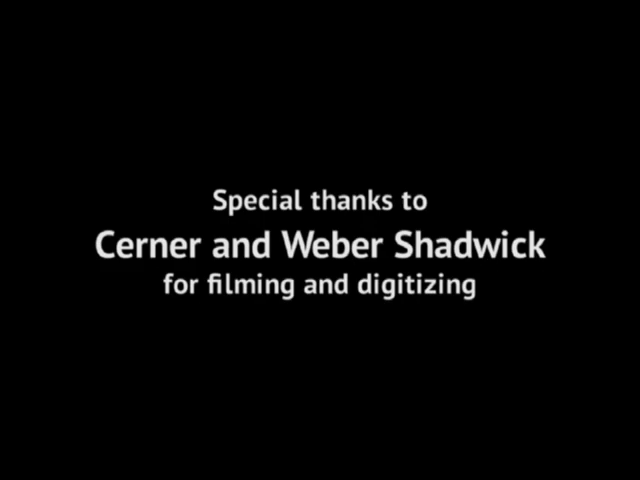 Special thanks to
Cerner and Weber Shadwick
for filming and digitizing